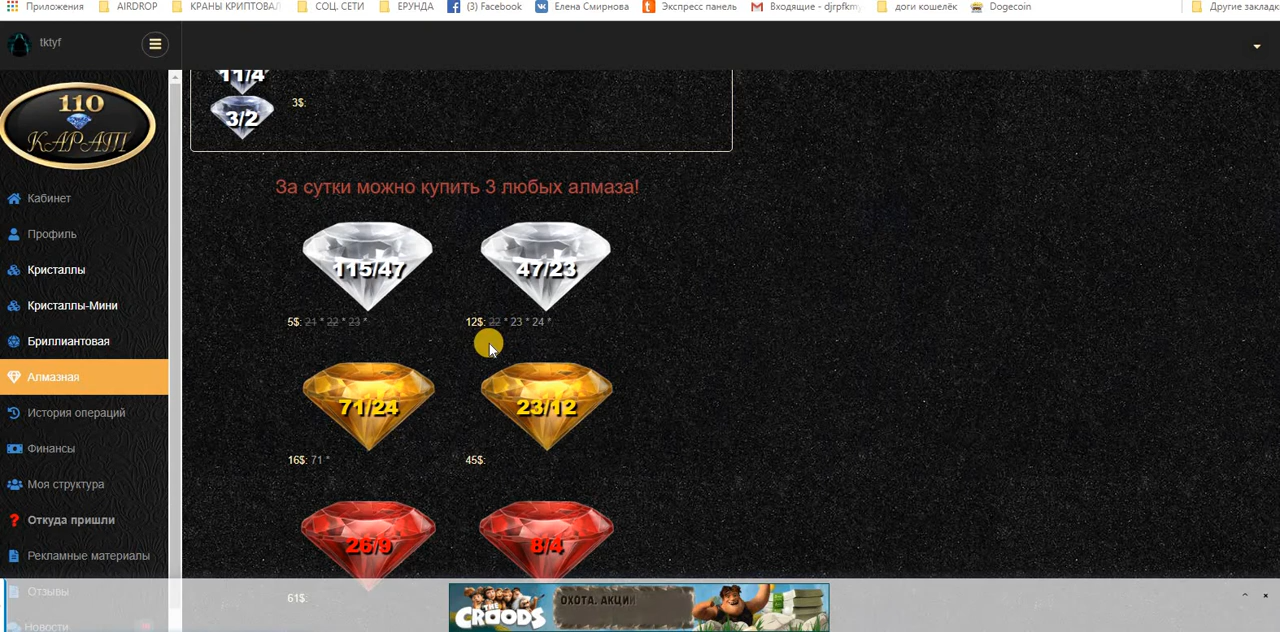 Приложения AIRDROP КРАНЫ КРИПТОВАЛ СОЦ. СЕТИ ЕРУНДА (3) Facebook Елена Смирнова Экспресс панель Входящие - djrpfkmy доги кошелёк Dogecoin Другие закладк
tktyf
110
КАРАТ
Кабинет
Профиль
Кристаллы
Кристаллы-Мини
Бриллиантовая
Алмазная
История операций
Финансы
Моя структура
Откуда пришли
Рекламные материалы
Отзывы
Новости
11/4
3/2
3$:
За сутки можно купить 3 любых алмаза!
115/47 47/23
5$: 21 * 22 * 23 * 12$: 22 * 23 * 24 *
71/24 23/12
16$: 71 * 45$:
26/9 8/4
61$:
THE CROODS ОХОТА. АКЦИИ